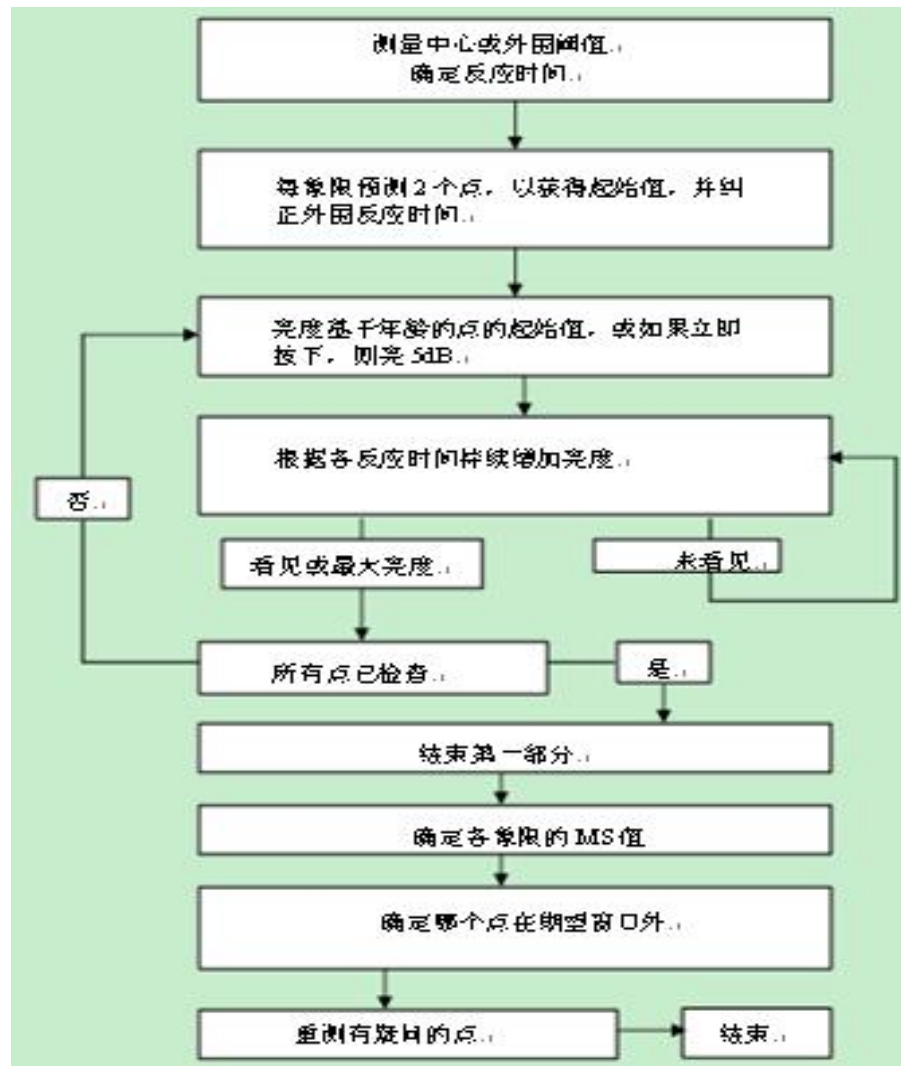 测量中心或外围阈值
确定反应时间
每象限预测2个点，以获得起始值，并纠
正外围反应时间
亮度基于年龄的点的起始值，或如果立即
按下，则亮5dB
根据各反应时间持续增加亮度
否
看见或最大亮度
未看见
所有点已检查
是
结束第一部分
确定各象限的MS值
确定哪个点在期望窗口外
重测有疑问的点
结束